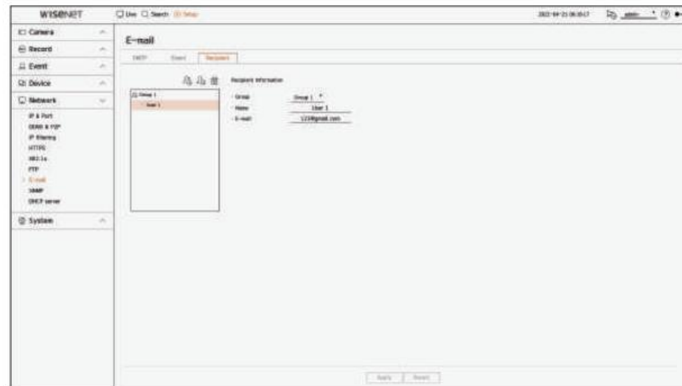 WISENET
Live Search Setup
admin
Camera
Record
Event
Device
Network
IP & Port
DDNS & P2P
IP filtering
HTTPS
802.1x
FTP
E-mail
SNMP
DHCP server
System
E-mail
SMTP Event Recipient
Recipient Information
Group 1
User 1
Group Group 1
Name User 1
E-mail 123@gmail.com
Apply Revert